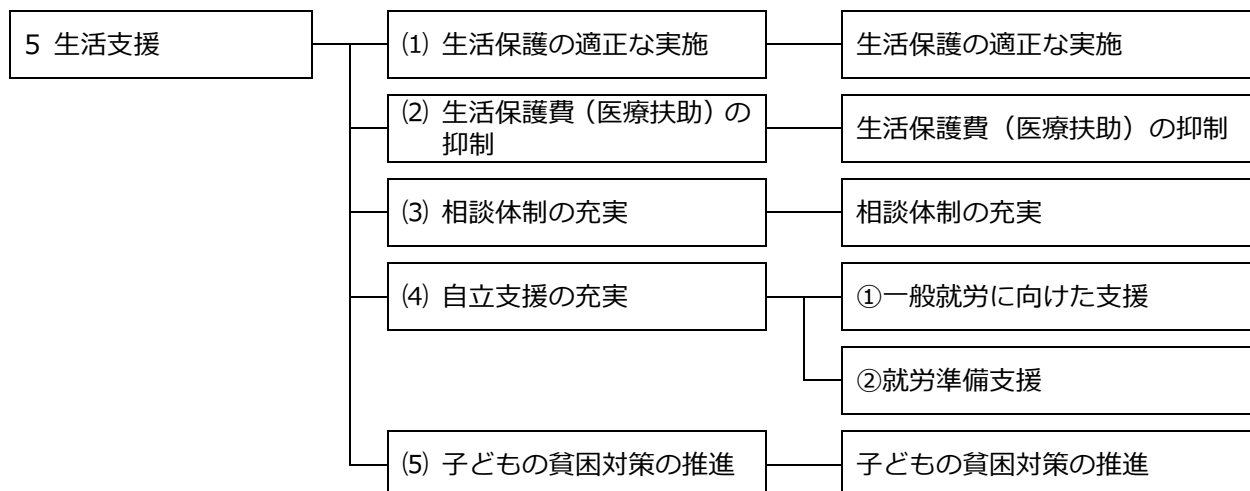 5 生活支援
⑴ 生活保護の適正な実施
生活保護の適正な実施
⑵ 生活保護費（医療扶助）の
抑制
生活保護費（医療扶助）の抑制
⑶ 相談体制の充実
相談体制の充実
⑷ 自立支援の充実
①一般就労に向けた支援
②就労準備支援
⑸ 子どもの貧困対策の推進
子どもの貧困対策の推進